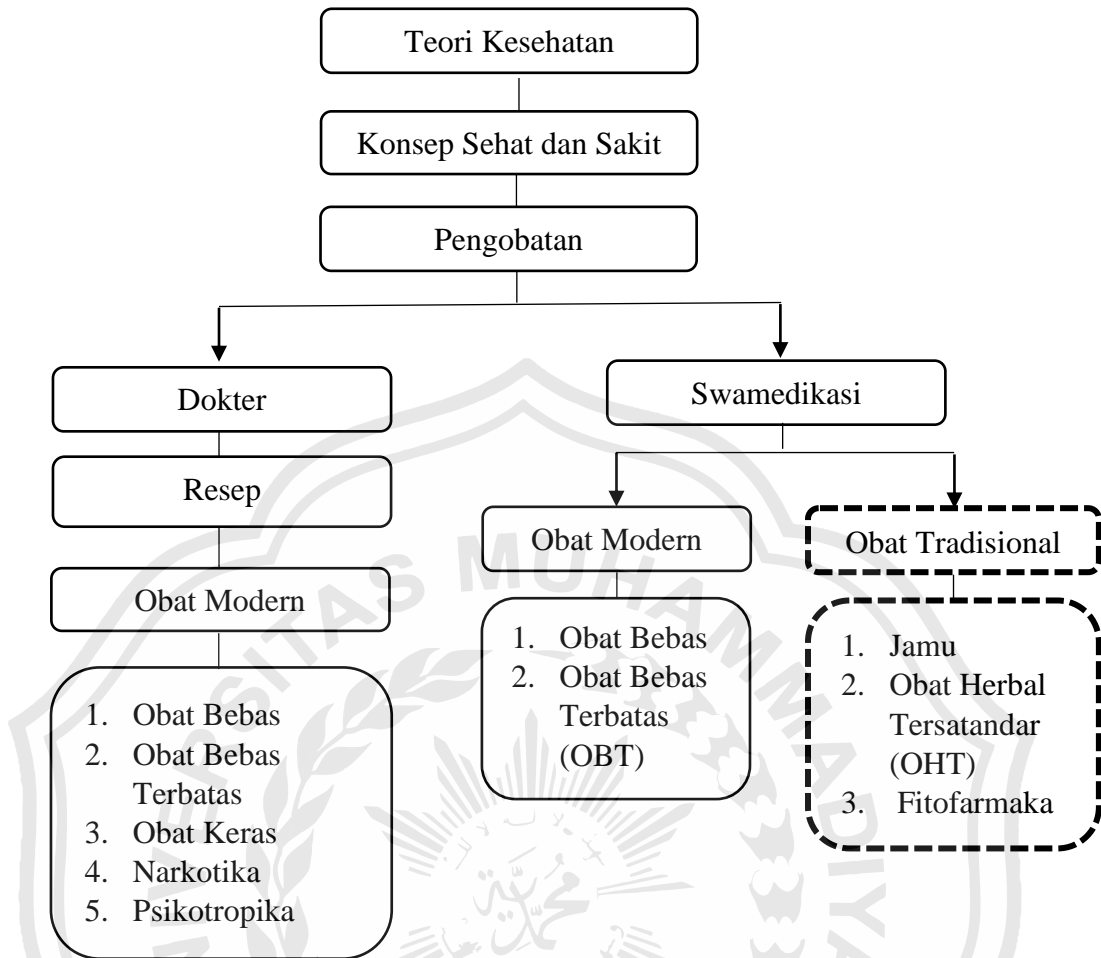 Teori Kesehatan
Konsep Sehat dan Sakit
Pengobatan
Dokter
Swamedikasi
Resep
Obat Modern
Obat Tradisional
Obat Modern
1. Obat Bebas
2. Obat Bebas
Terbatas
(OBT)
1. Jamu
2. Obat Herbal
Tersatandar
(OHT)
3. Fitofarmaka
1. Obat Bebas
2. Obat Bebas
Terbatas
3. Obat Keras
4. Narkotika
5. Psikotropika